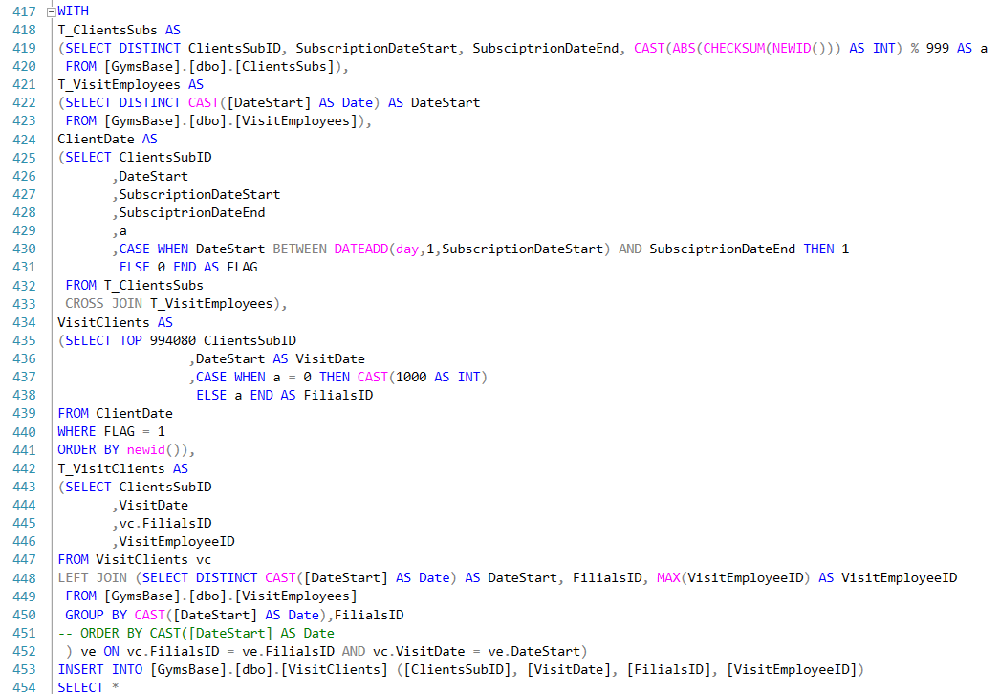 417 WITH
418 T_ClientsSubs AS
419 (SELECT DISTINCT ClientsSubID, SubscriptionDateStart, SubsciptrionDateEnd, CAST(ABS(CHECKSUM(NEWID())) AS INT) % 999 AS a
420 FROM [GymsBase].[dbo].[ClientsSubs]),
421 T_VisitEmployees AS
422 (SELECT DISTINCT CAST([DateStart] AS Date) AS DateStart
423 FROM [GymsBase].[dbo].[VisitEmployees]),
424 ClientDate AS
425 (SELECT ClientsSubID
426 ,DateStart
427 ,SubscriptionDateStart
428 ,SubsciptrionDateEnd
429 ,a
430 ,CASE WHEN DateStart BETWEEN DATEADD(day,1,SubscriptionDateStart) AND SubsciptrionDateEnd THEN 1
431 ELSE 0 END AS FLAG
432 FROM T_ClientsSubs
433 CROSS JOIN T_VisitEmployees),
434 VisitClients AS
435 (SELECT TOP 994080 ClientsSubID
436 ,DateStart AS VisitDate
437 ,CASE WHEN a = 0 THEN CAST(1000 AS INT)
438 ELSE a END AS FilialsID
439 FROM ClientDate
440 WHERE FLAG = 1
441 ORDER BY newid()),
442 T_VisitClients AS
443 (SELECT ClientsSubID
444 ,VisitDate
445 ,vc.FilialsID
446 ,VisitEmployeeID
447 FROM VisitClients vc
448 LEFT JOIN (SELECT DISTINCT CAST([DateStart] AS Date) AS DateStart, FilialsID, MAX(VisitEmployeeID) AS VisitEmployeeID
449 FROM [GymsBase].[dbo].[VisitEmployees]
450 GROUP BY CAST([DateStart] AS Date),FilialsID
451 -- ORDER BY CAST([DateStart] AS Date
452 ) ve ON vc.FilialsID = ve.FilialsID AND vc.VisitDate = ve.DateStart)
453 INSERT INTO [GymsBase].[dbo].[VisitClients] ([ClientsSubID], [VisitDate], [FilialsID], [VisitEmployeeID])
454 SELECT *